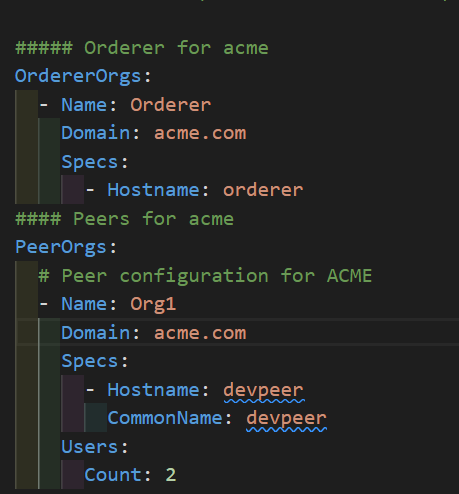 ##### Orderer for acme
OrdererOrgs:
  - Name: Orderer
    Domain: acme.com
    Specs:
      - Hostname: orderer
#### Peers for acme
PeerOrgs:
  # Peer configuration for ACME
  - Name: Org1
    Domain: acme.com
    Specs:
      - Hostname: devpeer
        CommonName: devpeer
    Users:
      Count: 2